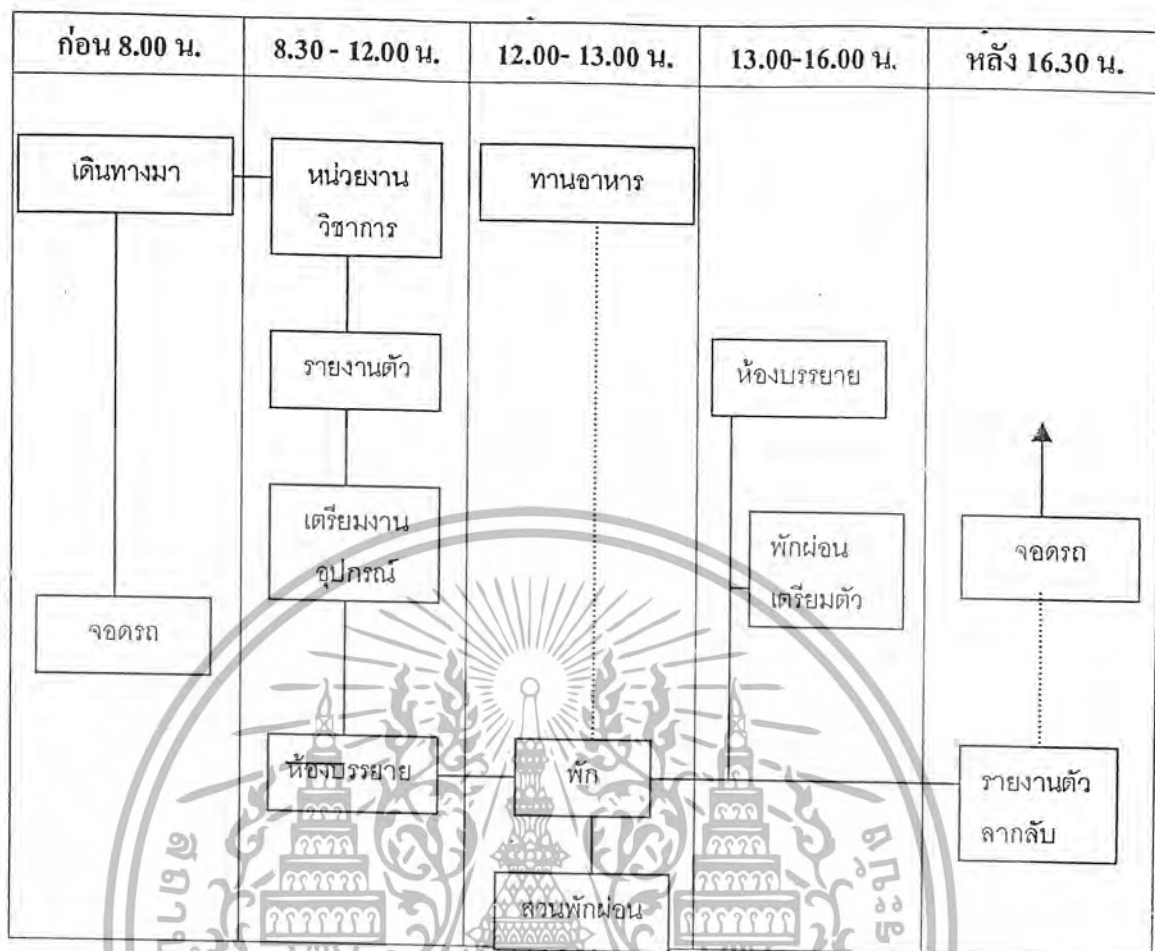 ก่อน 8.00 น.
8.30 - 12.00 น.
12.00- 13.00 น.
13.00-16.00 น.
หลัง 16.30 น.
เดินทางมา
จอดรถ
หน่วยงาน
วิชาการ
รายงานตัว
เตรียมงาน
อุปกรณ์
ห้องบรรยาย
ทานอาหาร
พัก
สวนพักผ่อน
ห้องบรรยาย
พักผ่อน
เตรียมตัว
จอดรถ
รายงานตัว
ลากลับ